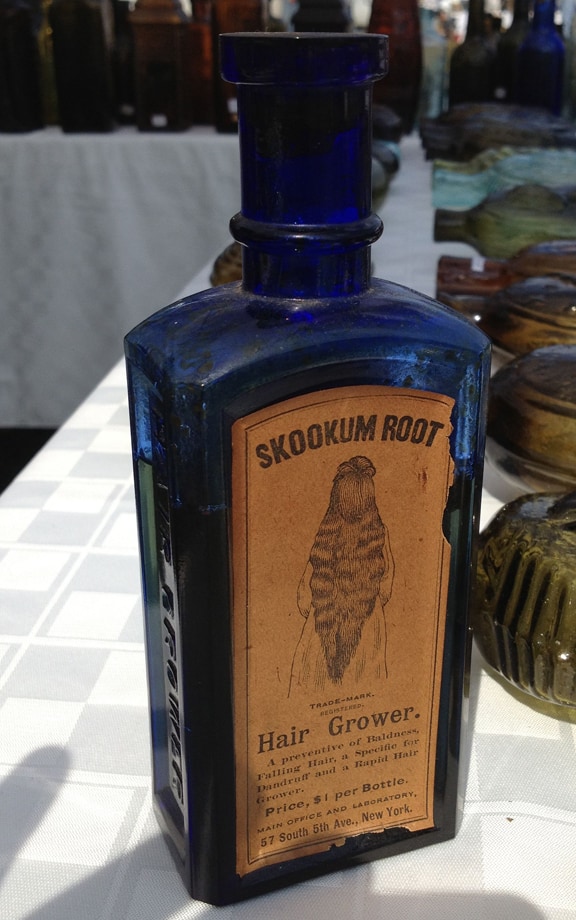 SKOOKUM ROOT
TRADE-MARK.
REGISTERED.
Hair Grower.
A preventive of Baldness,
Falling Hair, a Specific for
Dandruff and a Rapid Hair
Grower.
Price, $1 per Bottle.
MAIN OFFICE AND LABORATORY,
57 South 5th Ave., New York.